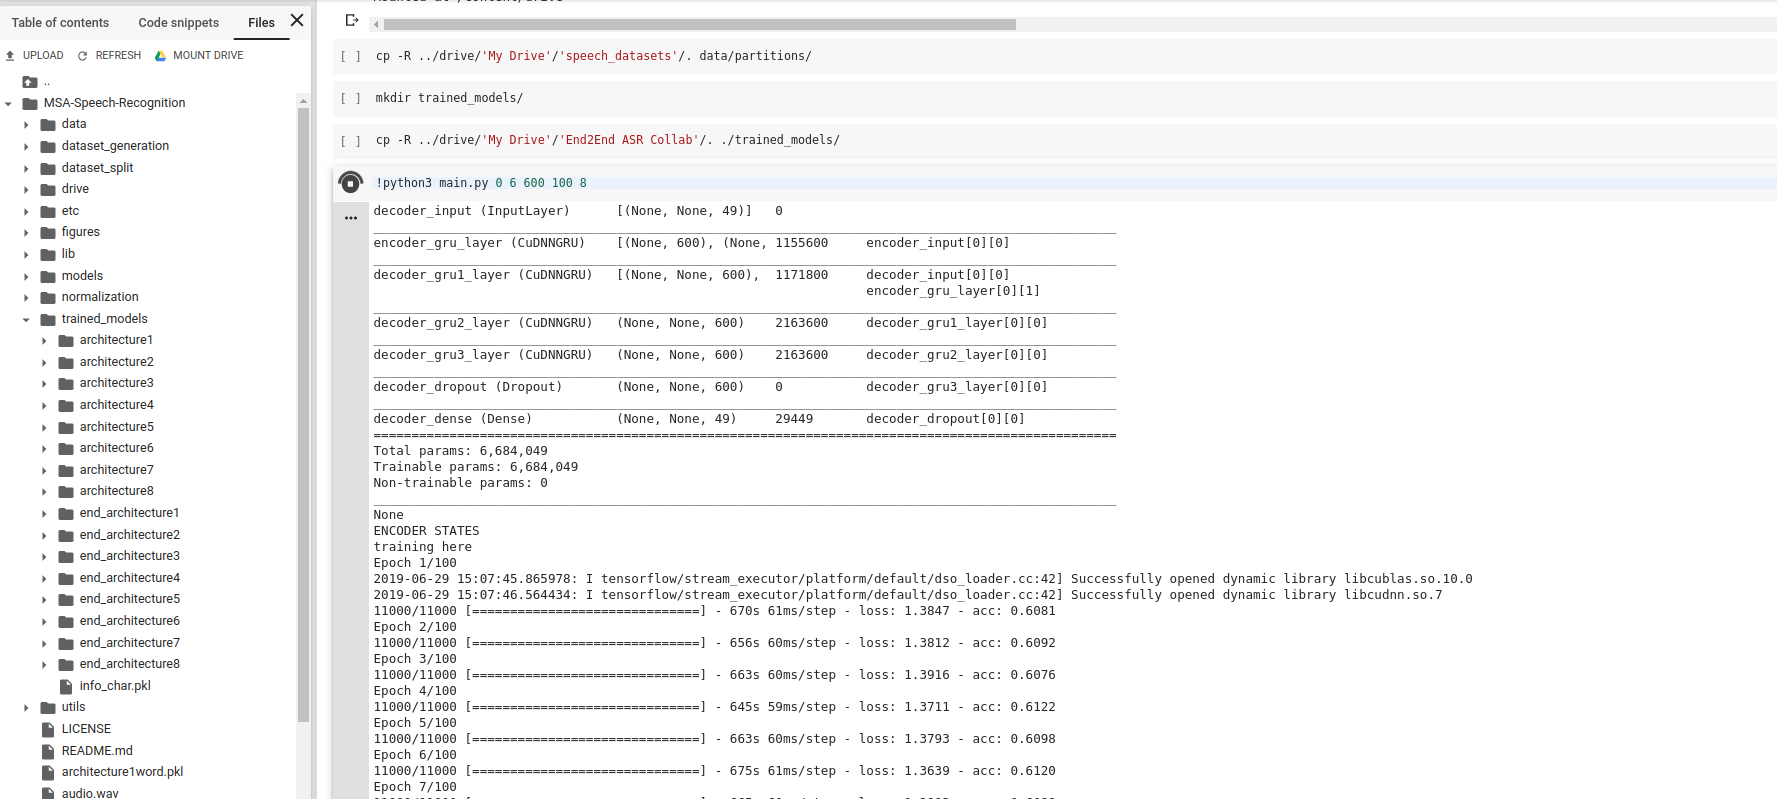 Table of contents Code snippets Files
UPLOAD REFRESH MOUNT DRIVE
..
MSA-Speech-Recognition
data
dataset_generation
dataset_split
drive
etc
figures
lib
models
normalization
trained_models
architecture1
architecture2
architecture3
architecture4
architecture5
architecture6
architecture7
architecture8
end_architecture1
end_architecture2
end_architecture3
end_architecture4
end_architecture5
end_architecture6
end_architecture7
end_architecture8
info_char.pkl
utils
LICENSE
README.md
architecture1word.pkl
audio.wav
[ ] cp -R ../drive/'My Drive'/'speech_datasets'/. data/partitions/
[ ] mkdir trained_models/
[ ] cp -R ../drive/'My Drive'/'End2End ASR Collab'/. ./trained_models/
!python3 main.py 0 6 600 100 8
decoder_input (InputLayer) [(None, None, 49)] 0
encoder_gru_layer (CuDNNGRU) [(None, 600), (None, 1155600 encoder_input[0][0]
decoder_gru1_layer (CuDNNGRU) [(None, None, 600), 1171800 decoder_input[0][0]
encoder_gru_layer[0][1]
decoder_gru2_layer (CuDNNGRU) (None, None, 600) 2163600 decoder_gru1_layer[0][0]
decoder_gru3_layer (CuDNNGRU) (None, None, 600) 2163600 decoder_gru2_layer[0][0]
decoder_dropout (Dropout) (None, None, 600) 0 decoder_gru3_layer[0][0]
decoder_dense (Dense) (None, None, 49) 29449 decoder_dropout[0][0]
==================================================================================================
Total params: 6,684,049
Trainable params: 6,684,049
Non-trainable params: 0
None
ENCODER STATES
training here
Epoch 1/100
2019-06-29 15:07:45.865978: I tensorflow/stream_executor/platform/default/dso_loader.cc:42] Successfully opened dynamic library libcublas.so.10.0
2019-06-29 15:07:46.564434: I tensorflow/stream_executor/platform/default/dso_loader.cc:42] Successfully opened dynamic library libcudnn.so.7
11000/11000 [==============================] - 670s 61ms/step - loss: 1.3847 - acc: 0.6081
Epoch 2/100
11000/11000 [==============================] - 656s 60ms/step - loss: 1.3812 - acc: 0.6092
Epoch 3/100
11000/11000 [==============================] - 663s 60ms/step - loss: 1.3916 - acc: 0.6076
Epoch 4/100
11000/11000 [==============================] - 645s 59ms/step - loss: 1.3711 - acc: 0.6122
Epoch 5/100
11000/11000 [==============================] - 663s 60ms/step - loss: 1.3793 - acc: 0.6098
Epoch 6/100
11000/11000 [==============================] - 675s 61ms/step - loss: 1.3639 - acc: 0.6120
Epoch 7/100